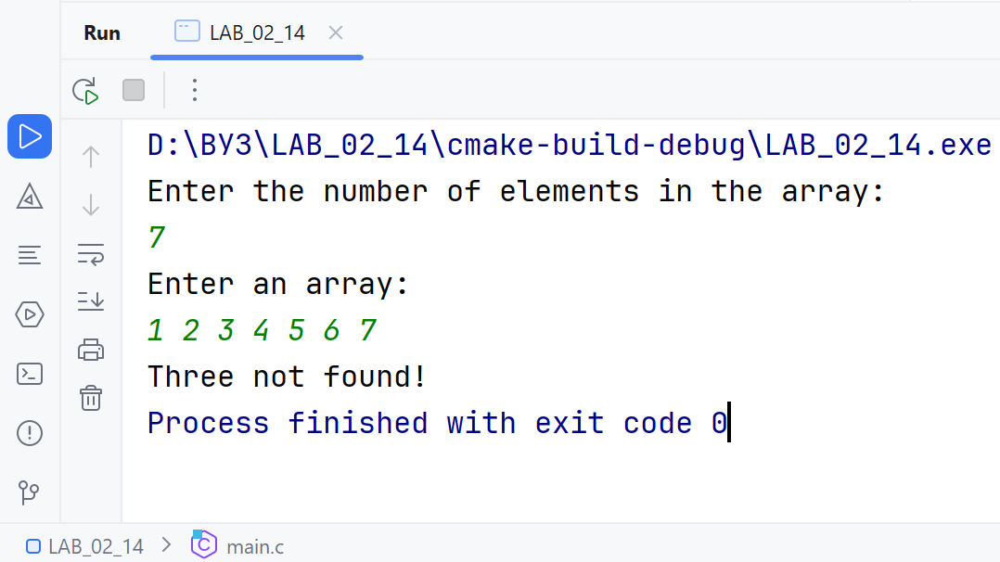 Run LAB_02_14
D:\ВУЗ\LAB_02_14\cmake-build-debug\LAB_02_14.exe
Enter the number of elements in the array:
7
Enter an array:
1 2 3 4 5 6 7
Three not found!
Process finished with exit code 0
LAB_02_14 > main.c